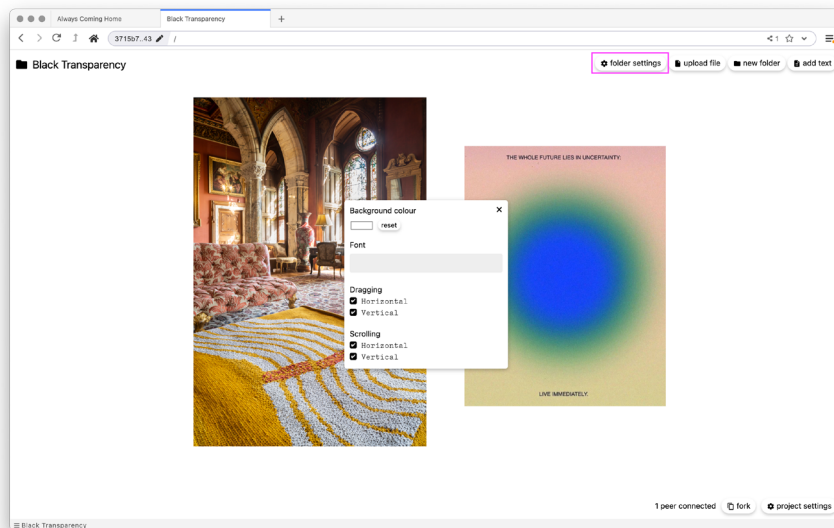 Always Coming Home
Black Transparency
+
3715b7..43 /
1
Black Transparency
folder settings
upload file
new folder
add text
THE WHOLE FUTURE LIES IN UNCERTAINTY.
Background colour
reset
Font
Dragging
Horizontal
Vertical
Scrolling
Horizontal
Vertical
LIVE IMMEDIATELY.
1 peer connected
fork
project settings
Black Transparency